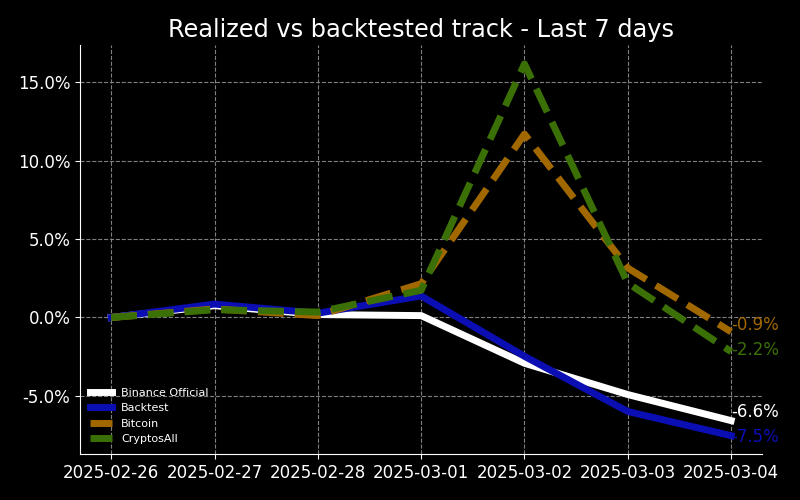 Realized vs backtested track - Last 7 days
15.0%
10.0%
5.0%
0.0%
-5.0%
-0.9%
-2.2%
-6.6%
-7.5%
Binance Official
Backtest
Bitcoin
CryptosAll
2025-02-26 2025-02-27 2025-02-28 2025-03-01 2025-03-02 2025-03-03 2025-03-04